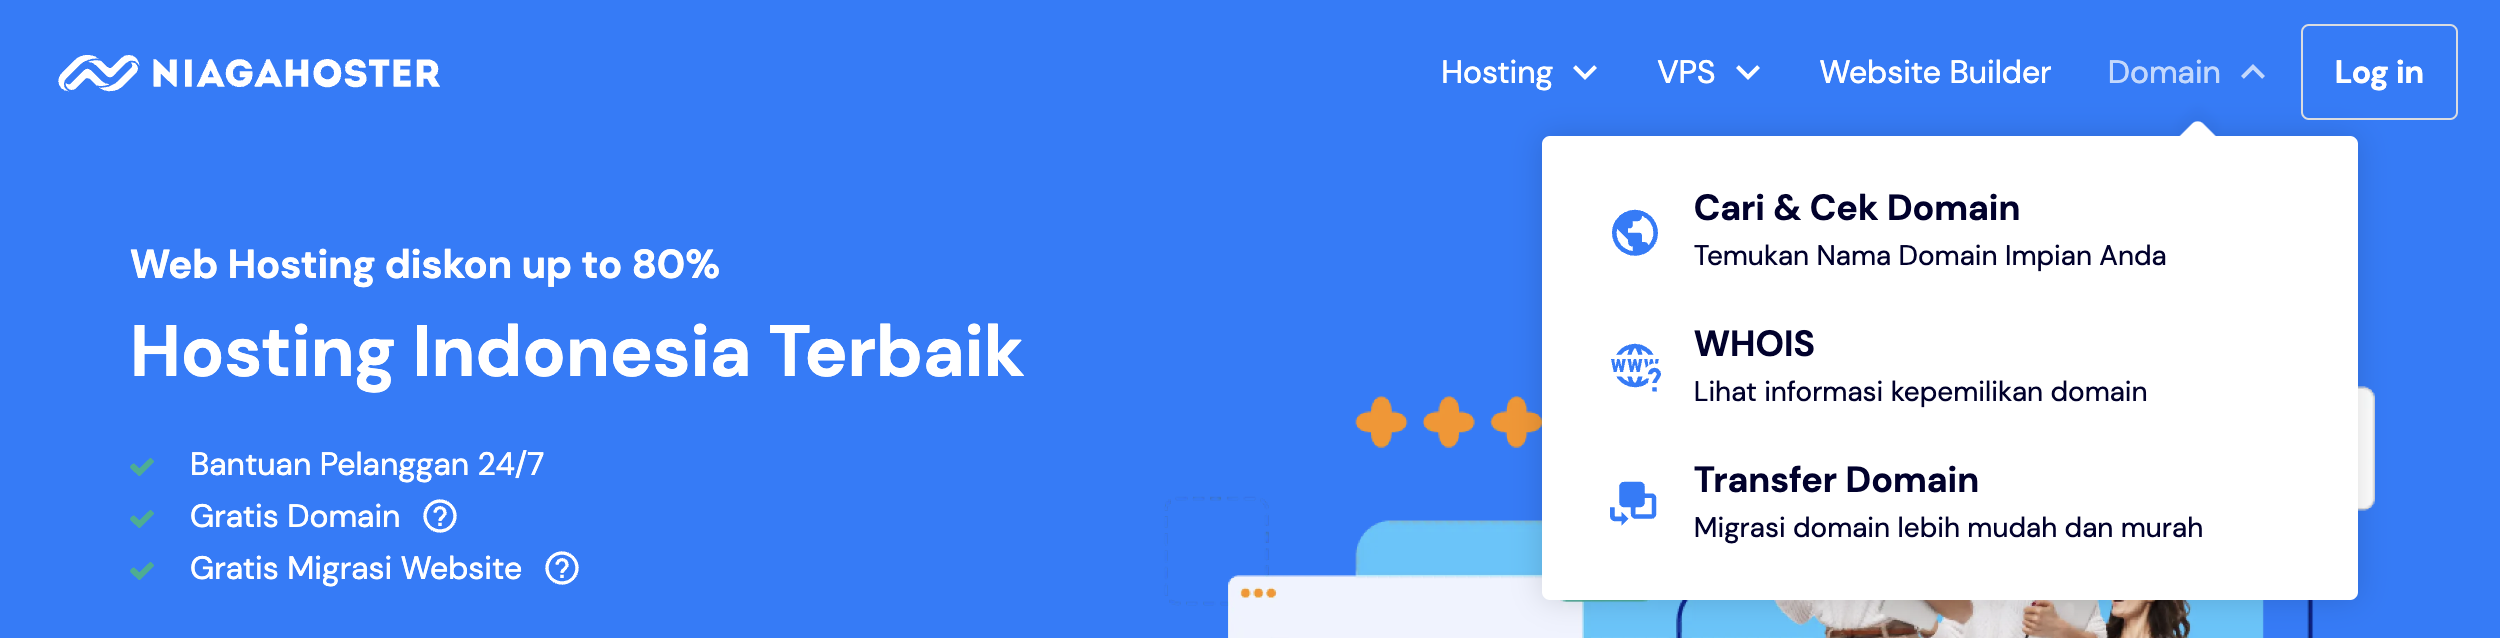 NIAGAHOSTER
Hosting
VPS
Website Builder
Domain
Log in
Cari & Cek Domain
Temukan Nama Domain Impian Anda
WHOIS
Lihat informasi kepemilikan domain
Transfer Domain
Migrasi domain lebih mudah dan murah
Web Hosting diskon up to 80%
Hosting Indonesia Terbaik
Bantuan Pelanggan 24/7
Gratis Domain ?
Gratis Migrasi Website ?